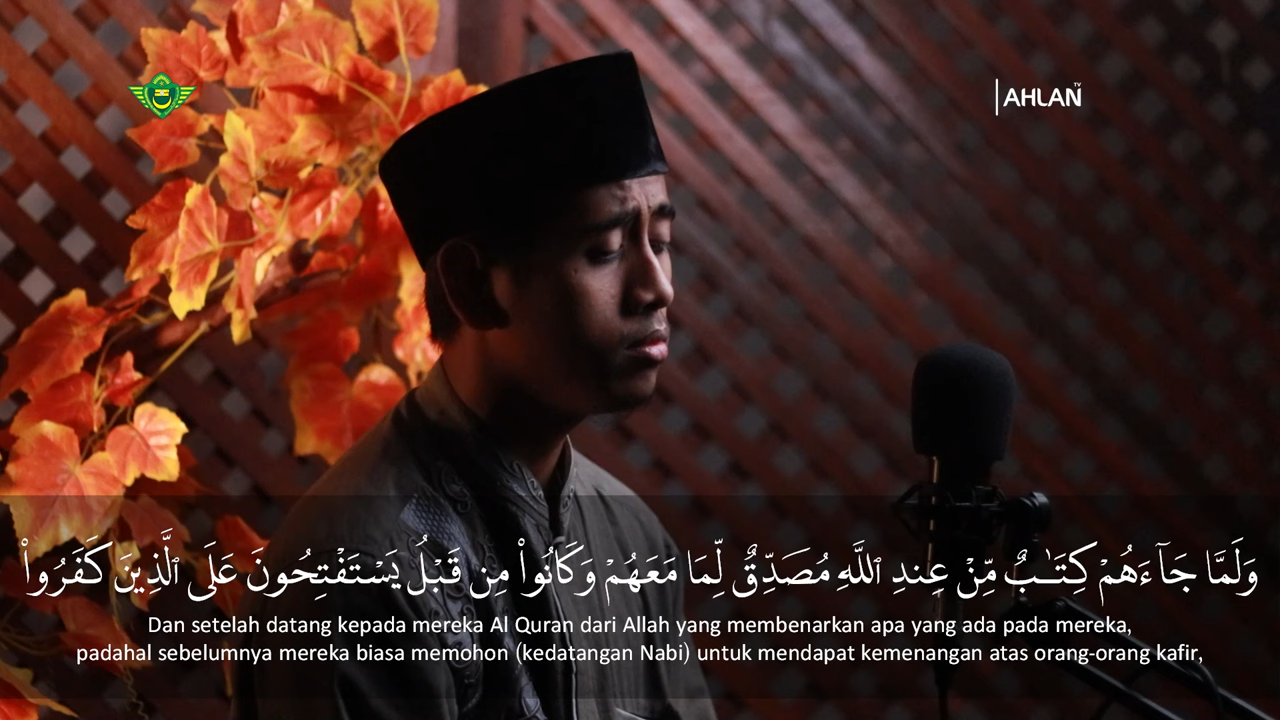 AHLAN TV
وَلَمَّا جَآءَهُمْ كِتَـٰبٌ مِّنْ عِندِ ٱللَّهِ مُصَدِّقٌ لِّمَا مَعَهُمْ وَكَانُوا۟ مِن قَبْلُ يَسْتَفْتِحُونَ عَلَى ٱلَّذِينَ كَفَرُوا۟
Dan setelah datang kepada mereka Al Quran dari Allah yang membenarkan apa yang ada pada mereka,
padahal sebelumnya mereka biasa memohon (kedatangan Nabi) untuk mendapat kemenangan atas orang-orang kafir,